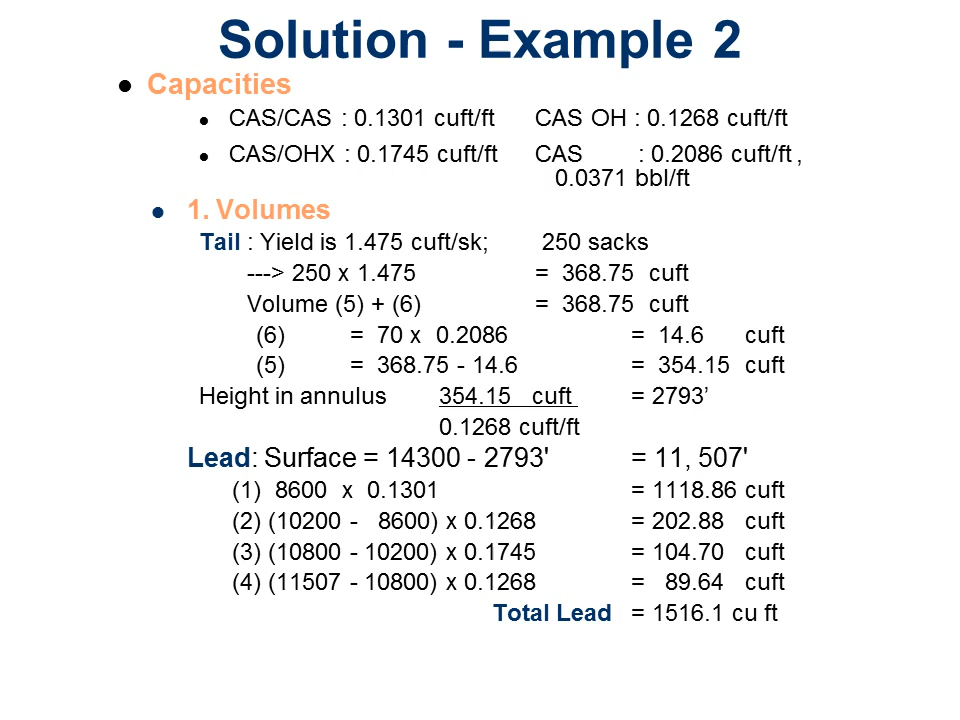 Solution - Example 2
● Capacities
● CAS/CAS : 0.1301 cuft/ft CAS OH : 0.1268 cuft/ft
● CAS/OHX : 0.1745 cuft/ft CAS : 0.2086 cuft/ft ,
0.0371 bbl/ft
● 1. Volumes
Tail : Yield is 1.475 cuft/sk; 250 sacks
---> 250 x 1.475 = 368.75 cuft
Volume (5) + (6) = 368.75 cuft
(6) = 70 x 0.2086 = 14.6 cuft
(5) = 368.75 - 14.6 = 354.15 cuft
Height in annulus 354.15 cuft = 2793’
0.1268 cuft/ft
Lead: Surface = 14300 - 2793' = 11, 507'
(1) 8600 x 0.1301 = 1118.86 cuft
(2) (10200 - 8600) x 0.1268 = 202.88 cuft
(3) (10800 - 10200) x 0.1745 = 104.70 cuft
(4) (11507 - 10800) x 0.1268 = 89.64 cuft
Total Lead = 1516.1 cu ft